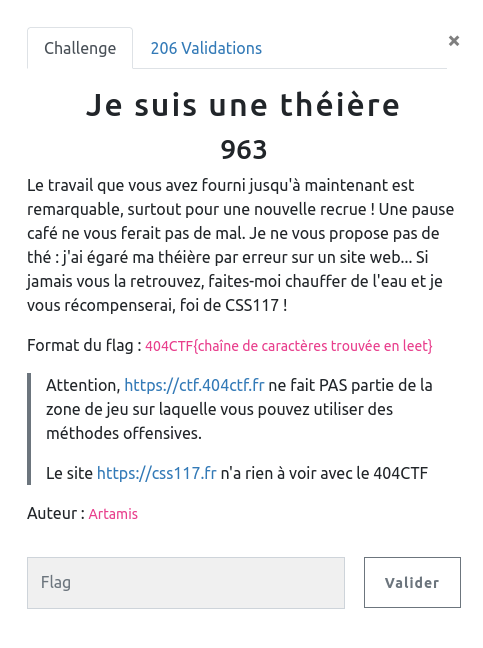 Challenge
206 Validations
×
Je suis une théière
963
Le travail que vous avez fourni jusqu'à maintenant est
remarquable, surtout pour une nouvelle recrue ! Une pause
café ne vous ferait pas de mal. Je ne vous propose pas de
thé : j'ai égaré ma théière par erreur sur un site web... Si
jamais vous la retrouvez, faites-moi chauffer de l'eau et je
vous récompenserai, foi de CSS117 !
Format du flag : 404CTF{chaîne de caractères trouvée en leet}
Attention, https://ctf.404ctf.fr ne fait PAS partie de la
zone de jeu sur laquelle vous pouvez utiliser des
méthodes offensives.
Le site https://css117.fr n'a rien à voir avec le 404CTF
Auteur : Artamis
Flag
Valider